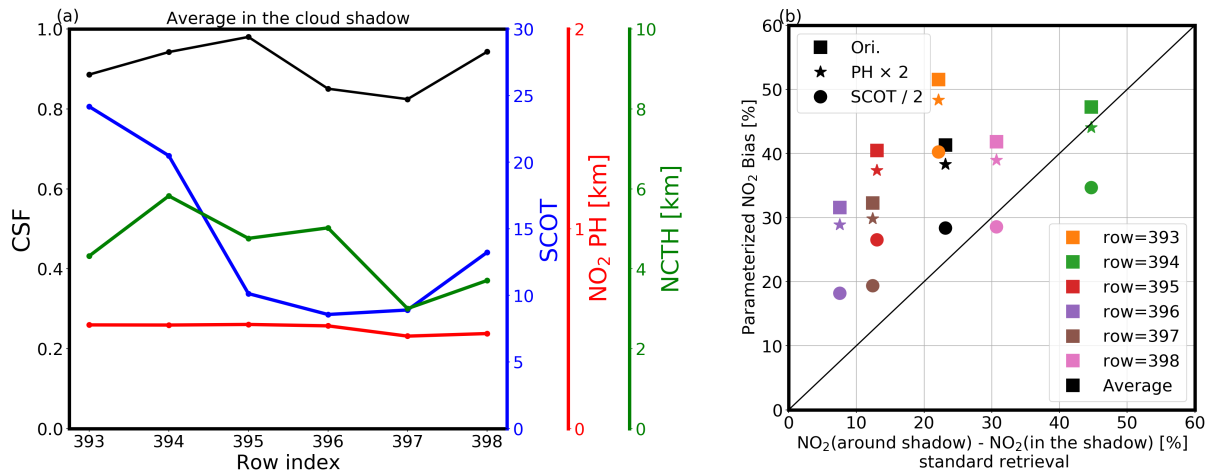 (a)
Average in the cloud shadow
1.0
0.8
0.6
0.4
0.2
0.0
CSF
393
394
395
396
397
398
Row index
30
25
20
15
10
5
0
SCOT
2
1
0
NO₂ PH [km]
10
8
6
4
2
0
NCTH [km]
(b)
60
50
40
30
20
10
0
Parameterized NO₂ Bias [%]
Ori.
PH × 2
SCOT / 2
row=393
row=394
row=395
row=396
row=397
row=398
Average
0
10
20
30
40
50
60
NO₂(around shadow) - NO₂(in the shadow) [%]
standard retrieval